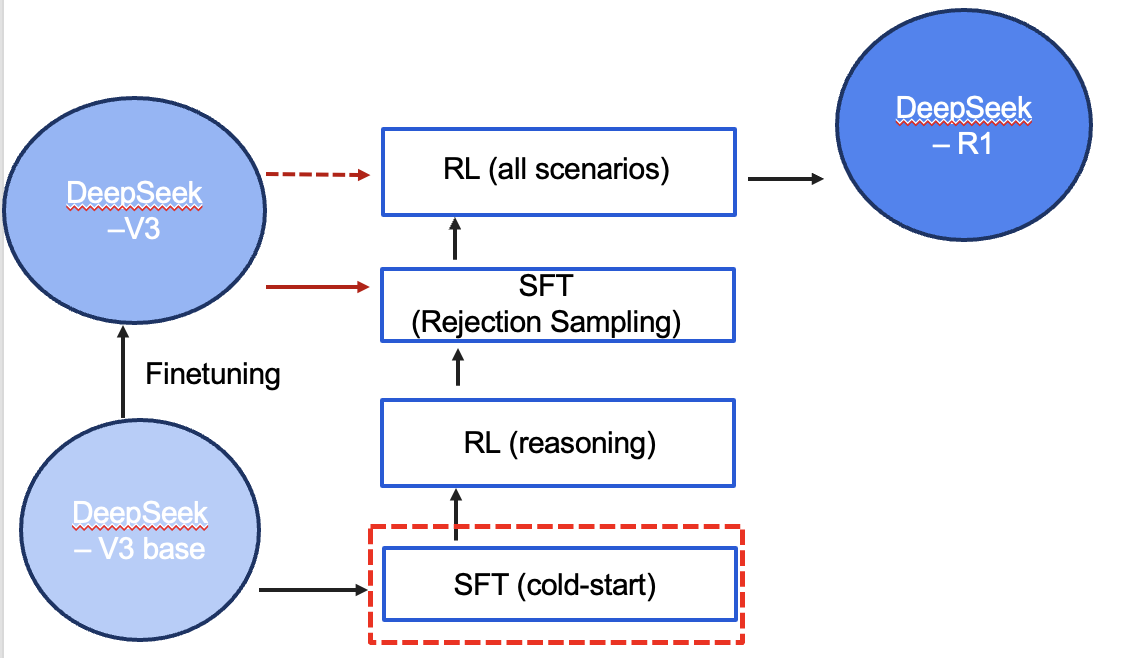 DeepSeek
– R1
RL (all scenarios)
DeepSeek
–V3
SFT
(Rejection Sampling)
Finetuning
RL (reasoning)
DeepSeek
– V3 base
SFT (cold-start)